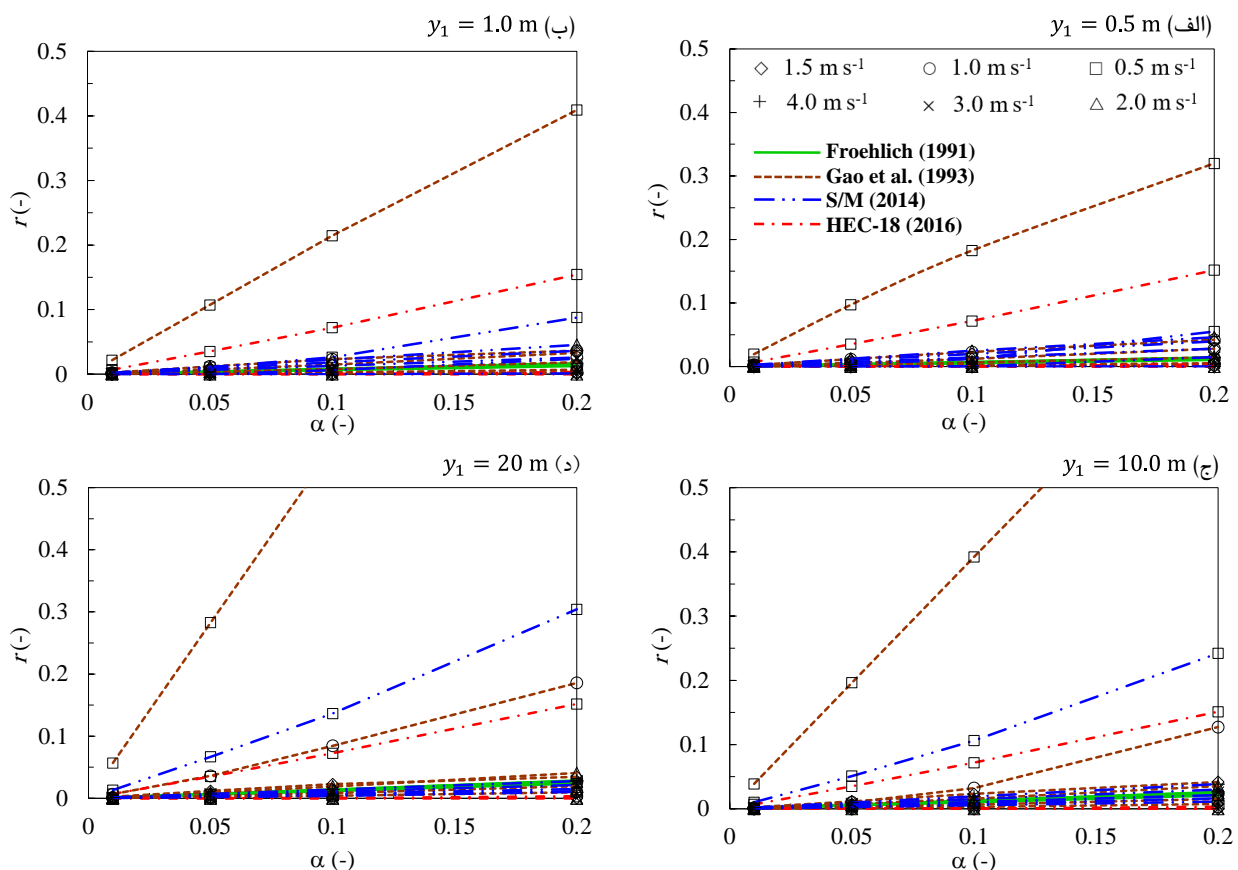 (الف) y₁ = 0.5 m
0.5
0.4
0.3
0.2
0.1
0
r (-)
0 0.05 0.1 0.15 0.2
α (-)
◇ 1.5 m s⁻¹ ○ 1.0 m s⁻¹ □ 0.5 m s⁻¹
+ 4.0 m s⁻¹ × 3.0 m s⁻¹ △ 2.0 m s⁻¹
Froehlich (1991)
Gao et al. (1993)
S/M (2014)
HEC-18 (2016)
(ب) y₁ = 1.0 m
0.5
0.4
0.3
0.2
0.1
0
r (-)
0 0.05 0.1 0.15 0.2
α (-)
(ج) y₁ = 10.0 m
0.5
0.4
0.3
0.2
0.1
0
r (-)
0 0.05 0.1 0.15 0.2
α (-)
(د) y₁ = 20 m
0.5
0.4
0.3
0.2
0.1
0
r (-)
0 0.05 0.1 0.15 0.2
α (-)